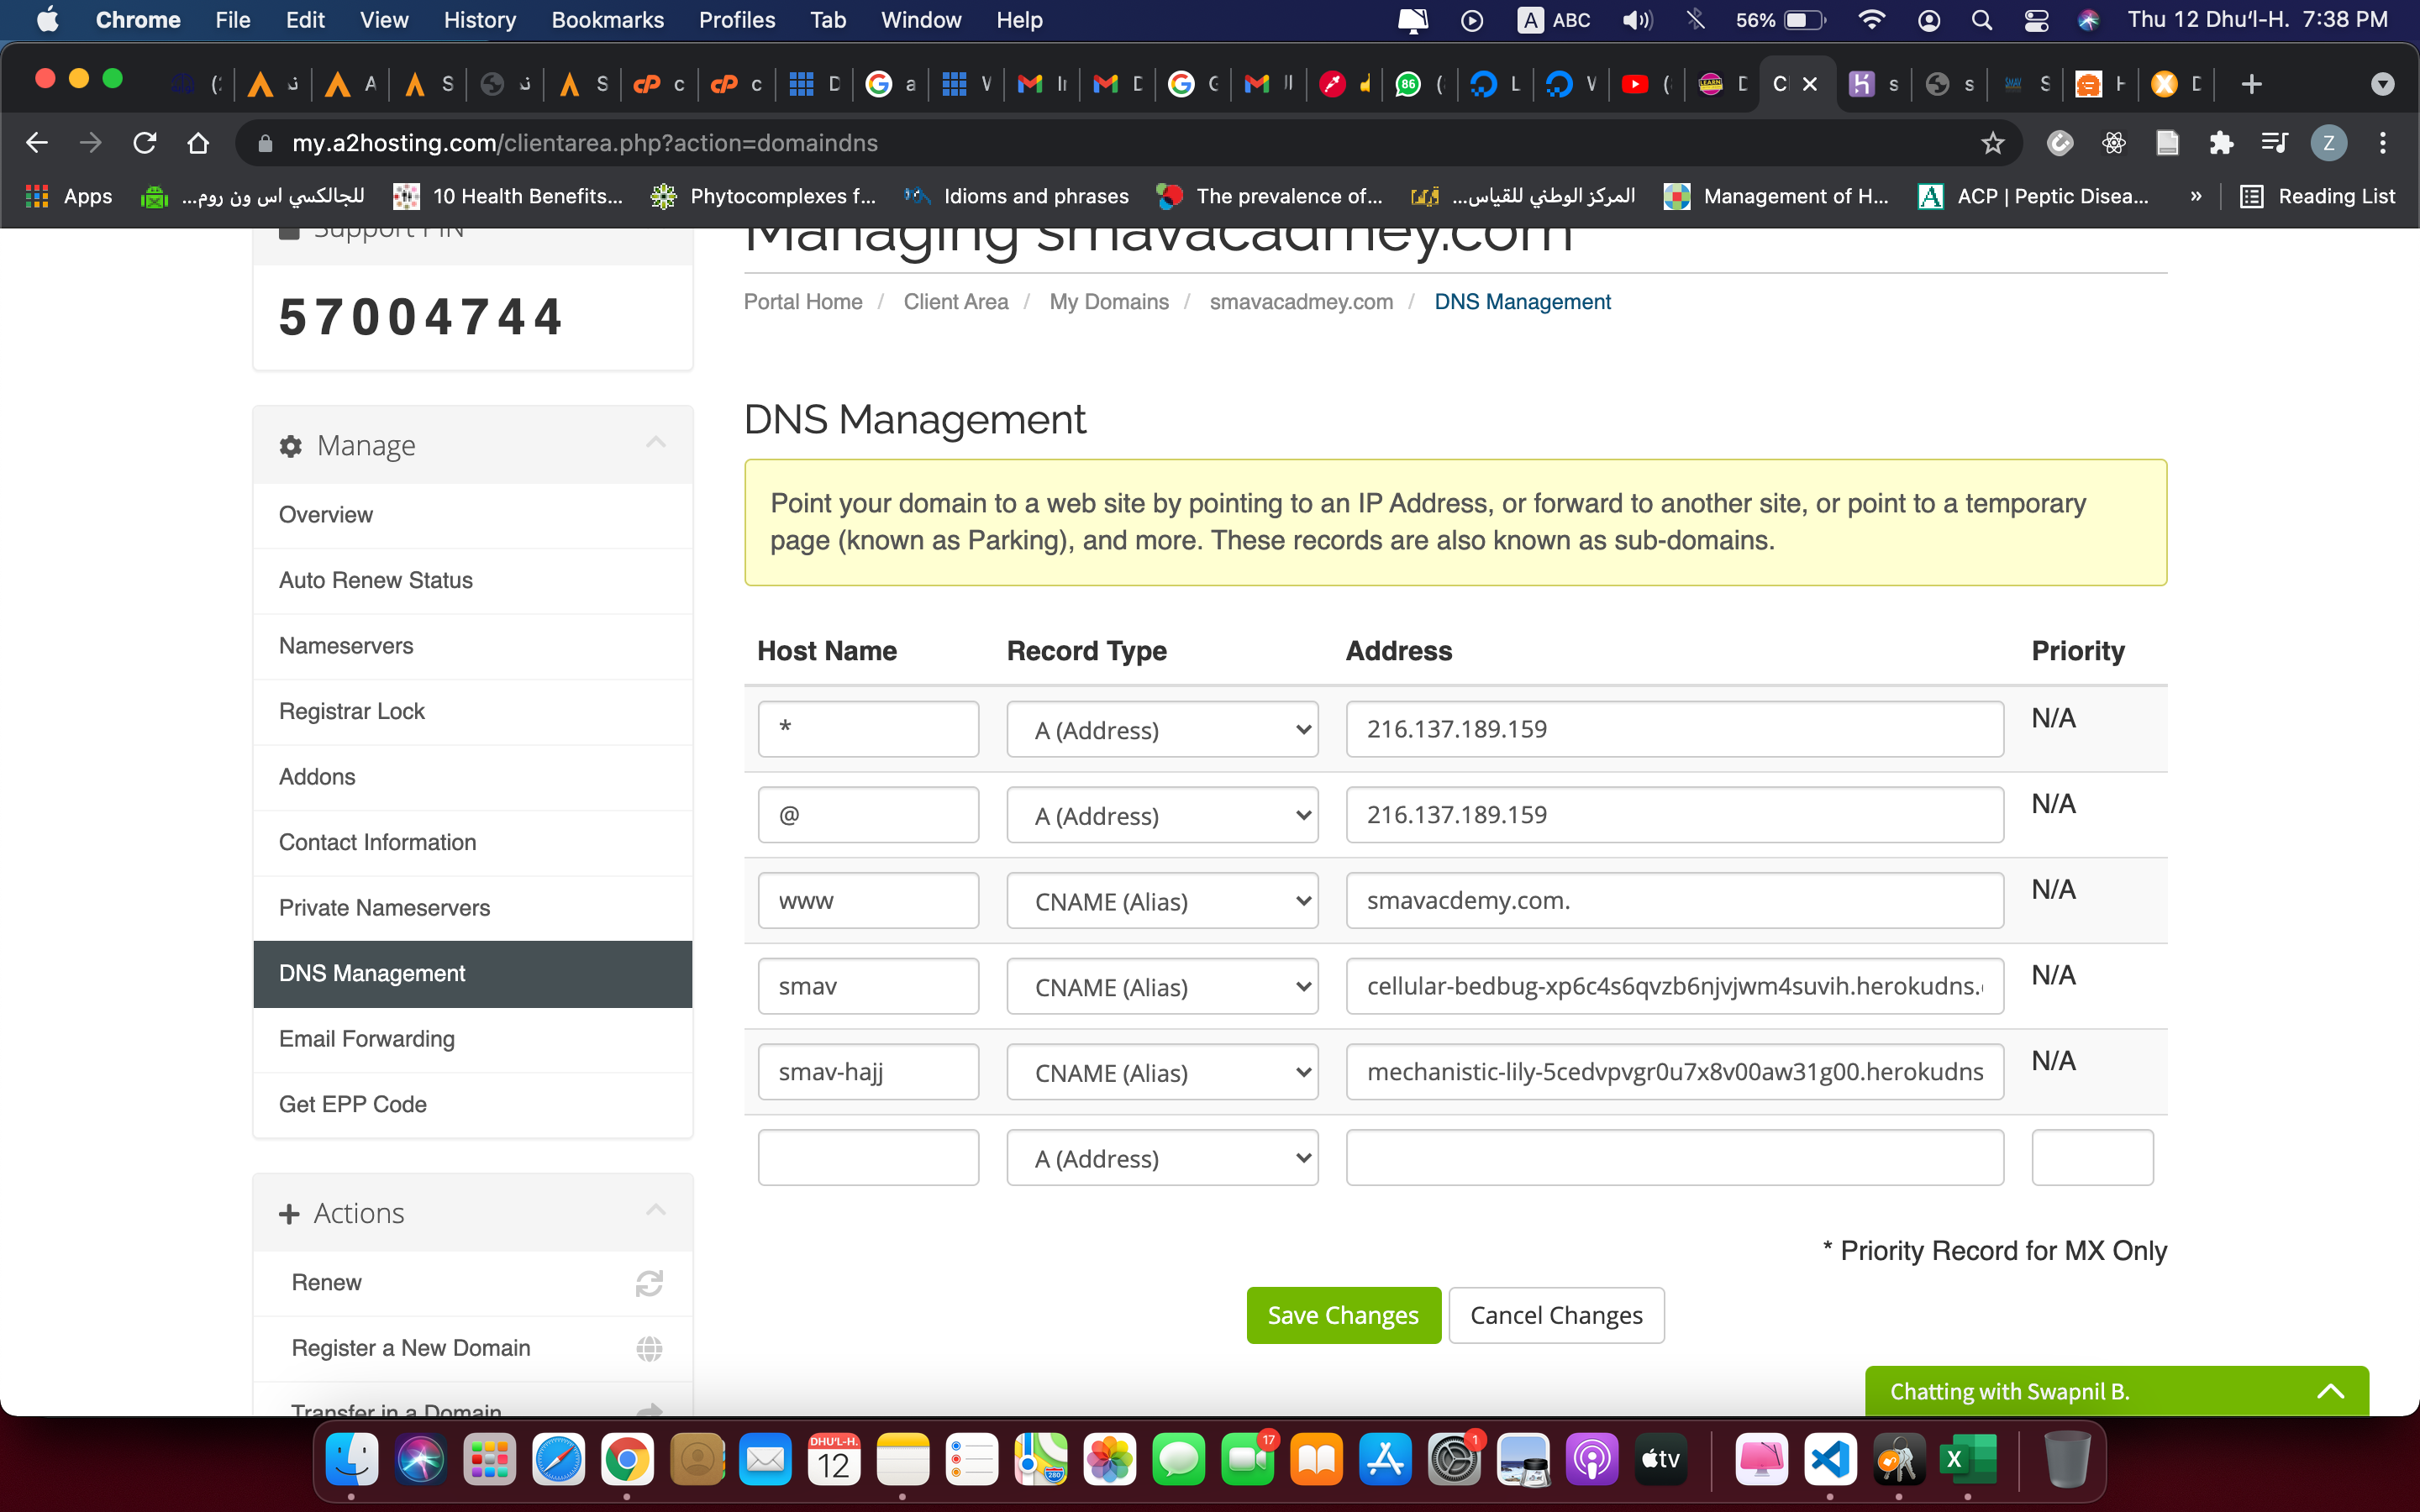 Chrome File Edit View History Bookmarks Profiles Tab Window Help A ABC 56% Thu 12 Dhuʻl-H. 7:38 PM
my.a2hosting.com/clientarea.php?action=domaindns
Apps للجالكسي اس ون روم... 10 Health Benefits... Phytocomplexes f... Idioms and phrases The prevalence of... المركز الوطني للقياس... Management of H... ACP | Peptic Disea... » Reading List
Support PIN
57004744
Managing smavacadmey.com
Portal Home / Client Area / My Domains / smavacadmey.com / DNS Management
Manage
Overview
Auto Renew Status
Nameservers
Registrar Lock
Addons
Contact Information
Private Nameservers
DNS Management
Email Forwarding
Get EPP Code
Actions
Renew
Register a New Domain
Transfer in a Domain
DNS Management
Point your domain to a web site by pointing to an IP Address, or forward to another site, or point to a temporary
page (known as Parking), and more. These records are also known as sub-domains.
Host Name Record Type Address Priority
* A (Address) 216.137.189.159 N/A
@ A (Address) 216.137.189.159 N/A
www CNAME (Alias) smavacdemy.com. N/A
smav CNAME (Alias) cellular-bedbug-xp6c4s6qvzb6njvjwm4suvih.herokudns. N/A
smav-hajj CNAME (Alias) mechanistic-lily-5cedvpvgr0u7x8v00aw31g00.herokudns N/A
A (Address)
* Priority Record for MX Only
Save Changes Cancel Changes
Chatting with Swapnil B.
DHU'L-H.
12
17
280
1
tv
X